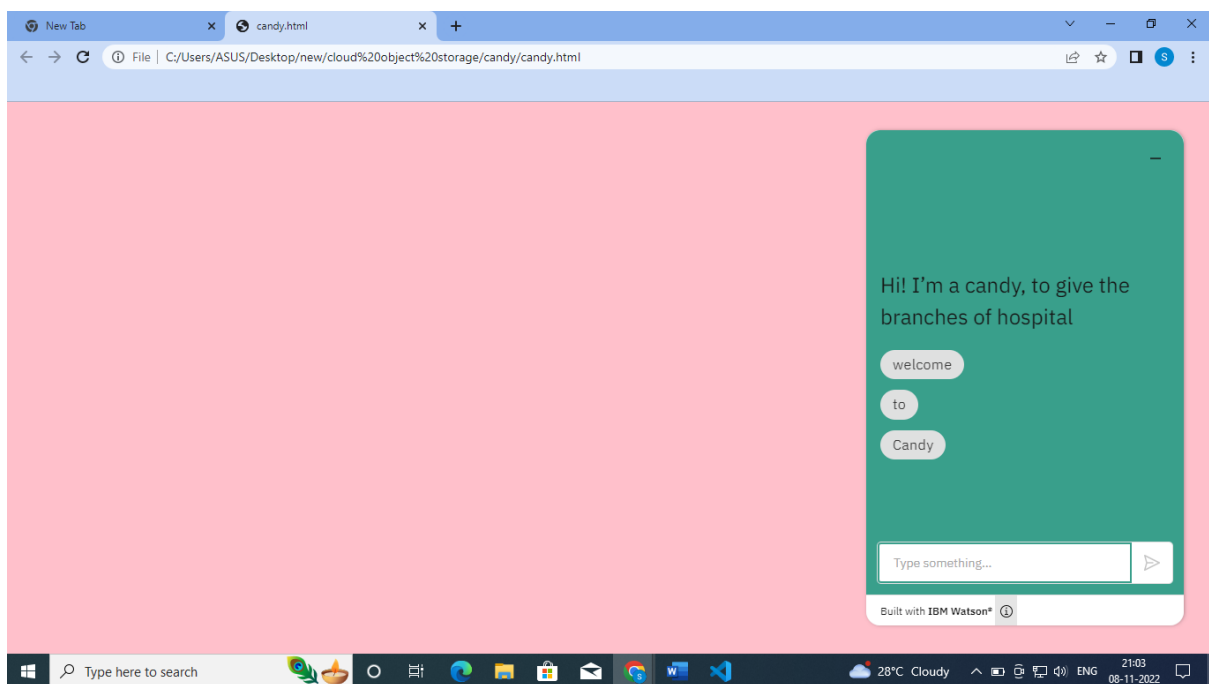 New Tab
candy.html
File
C:/Users/ASUS/Desktop/new/cloud%20object%20storage/candy/candy.html
S
Hi! I'm a candy, to give the
branches of hospital
welcome
to
Candy
Type something...
Built with IBM Watson®
Type here to search
28°C Cloudy
ENG
21:03
08-11-2022